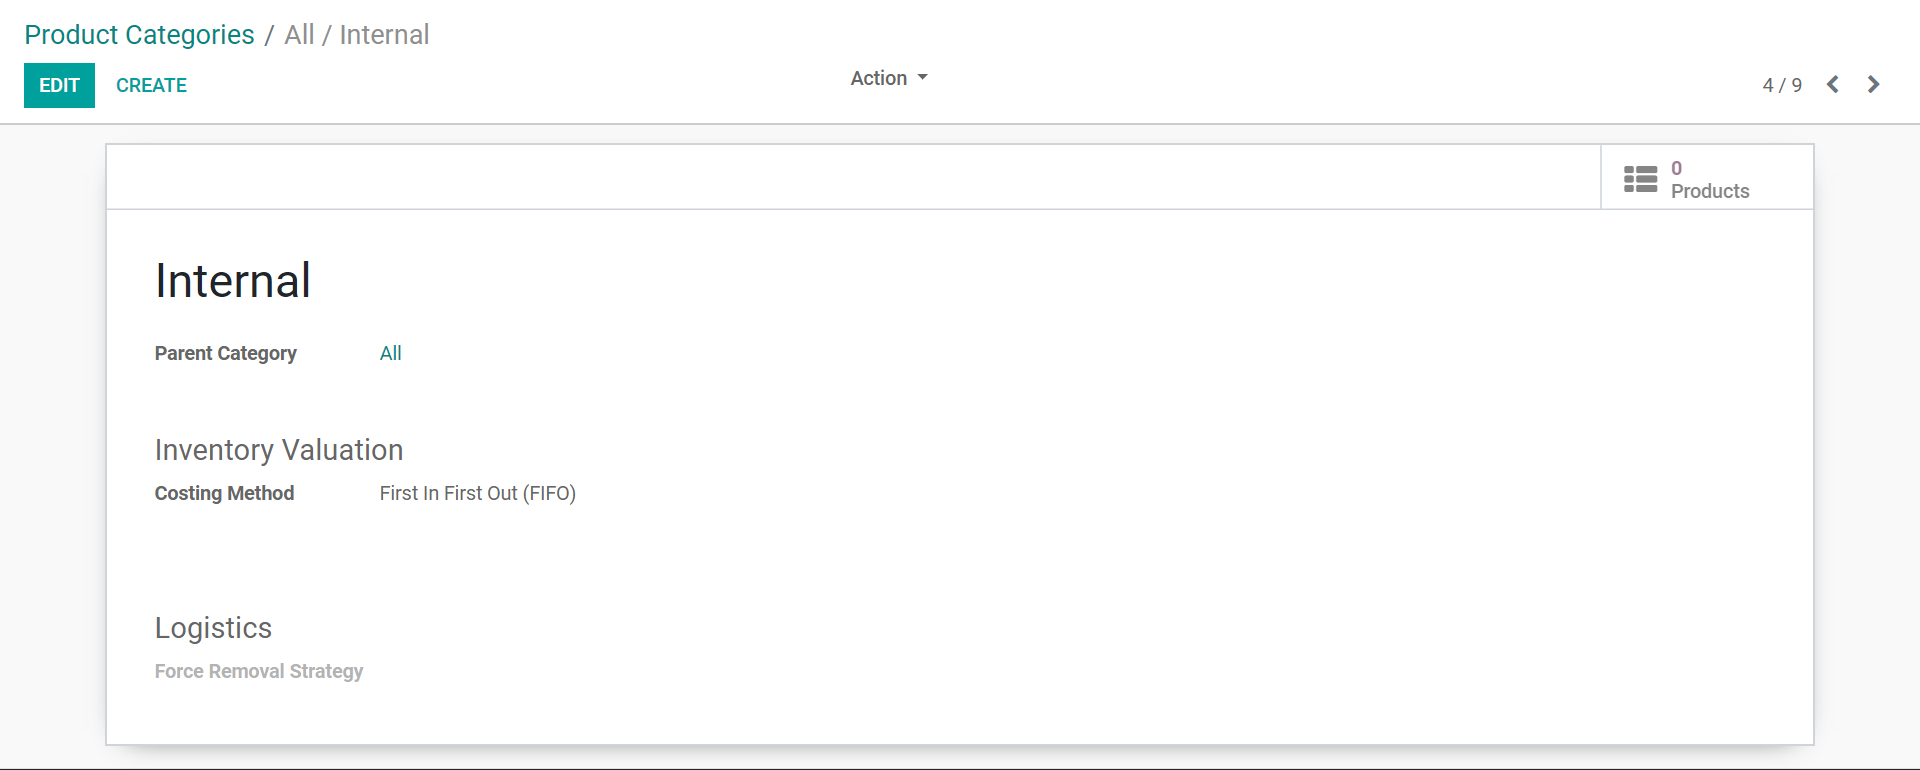 Product Categories / All / Internal
EDIT CREATE Action 4 / 9
0
Products
Internal
Parent Category All
Inventory Valuation
Costing Method First In First Out (FIFO)
Logistics
Force Removal Strategy